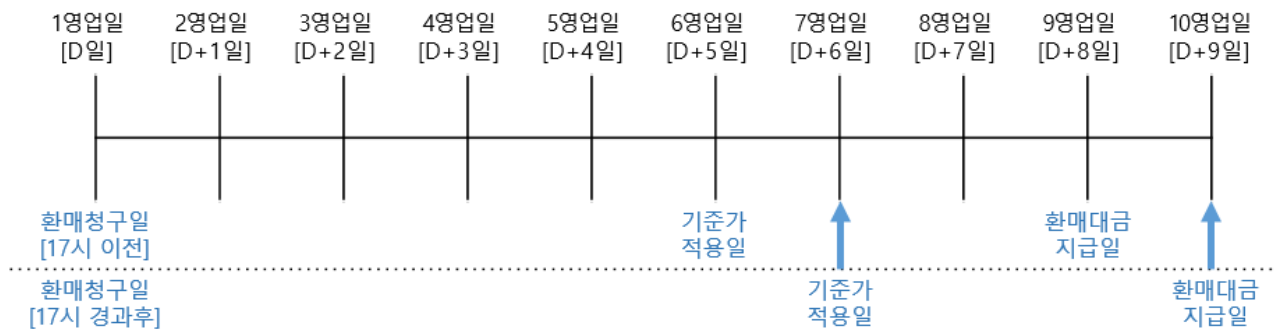 1영업일 2영업일 3영업일 4영업일 5영업일 6영업일 7영업일 8영업일 9영업일 10영업일
[D일] [D+1일] [D+2일] [D+3일] [D+4일] [D+5일] [D+6일] [D+7일] [D+8일] [D+9일]
환매청구일 기준가 환매대금
[17시 이전] 적용일 지급일
환매청구일 기준가 환매대금
[17시 경과후] 적용일 지급일